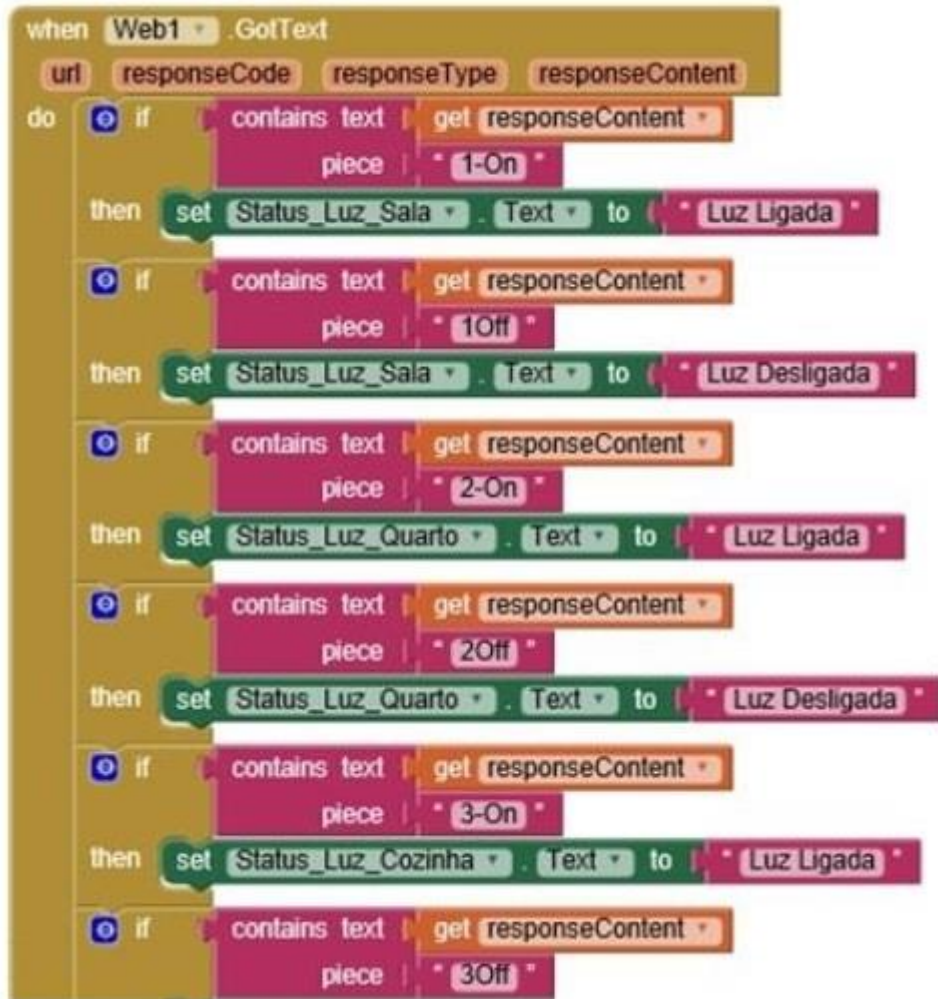 when Web1 .GotText
url responseCode responseType responseContent
do if contains text get responseContent
piece " 1-On "
then set Status_Luz_Sala . Text to " Luz Ligada "
if contains text get responseContent
piece " 1Off "
then set Status_Luz_Sala . Text to " Luz Desligada "
if contains text get responseContent
piece " 2-On "
then set Status_Luz_Quarto . Text to " Luz Ligada "
if contains text get responseContent
piece " 2Off "
then set Status_Luz_Quarto . Text to " Luz Desligada "
if contains text get responseContent
piece " 3-On "
then set Status_Luz_Cozinha . Text to " Luz Ligada "
if contains text get responseContent
piece " 3Off "